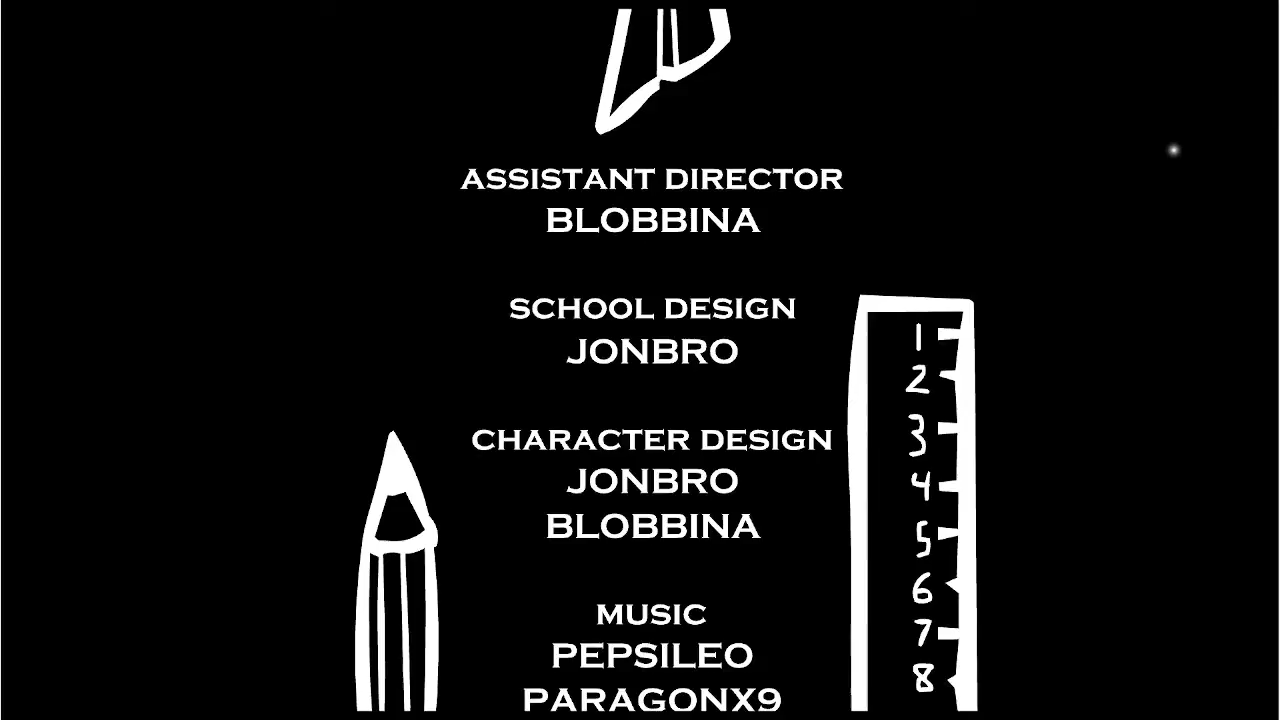 ASSISTANT DIRECTOR
BLOBBINA
SCHOOL DESIGN
JONBRO
CHARACTER DESIGN
JONBRO
BLOBBINA
MUSIC
PEPSILEO
PARAGONX9
1
2
3
4
5
6
7
8